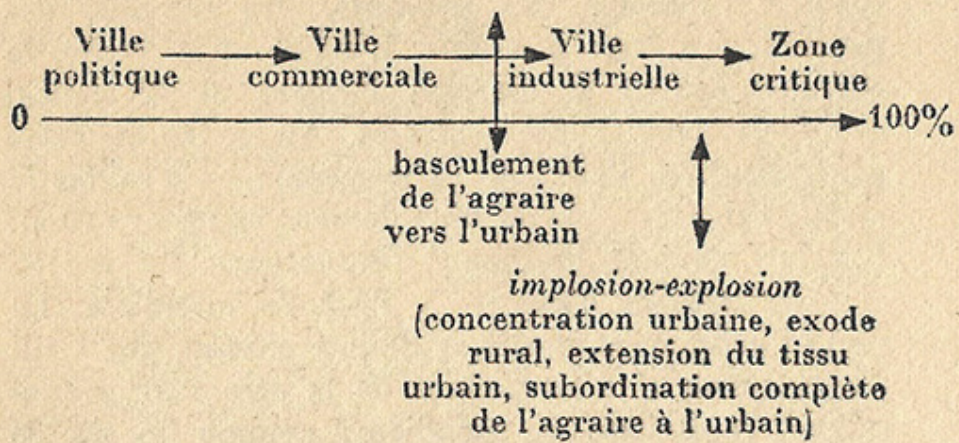 Ville politique
Ville commerciale
Ville industrielle
Zone critique
0
100%
basculement
de l'agraire
vers l'urbain
implosion-explosion
(concentration urbaine, exode
rural, extension du tissu
urbain, subordination complète
de l'agraire à l'urbain)